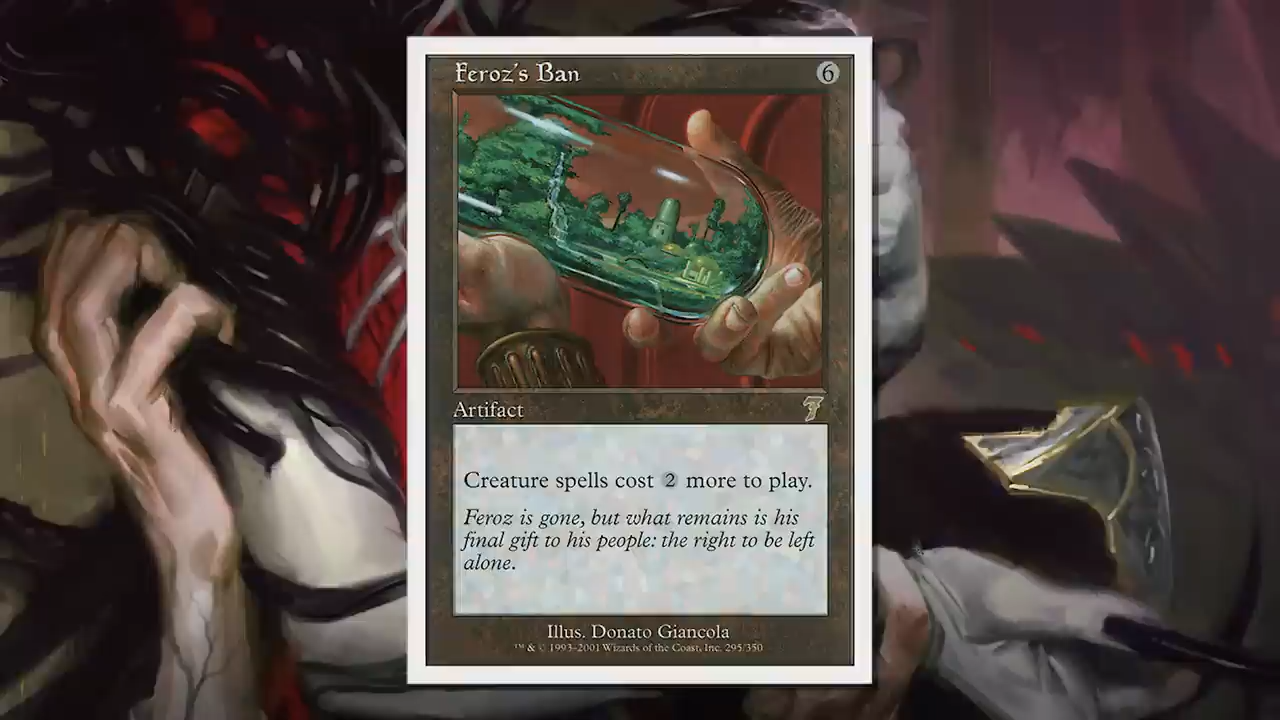 Feroz's Ban
6
Artifact
Creature spells cost 2 more to play.
Feroz is gone, but what remains is his
final gift to his people: the right to be left
alone.
Illus. Donato Giancola
™ & © 1993-2001 Wizards of the Coast, Inc. 295/350